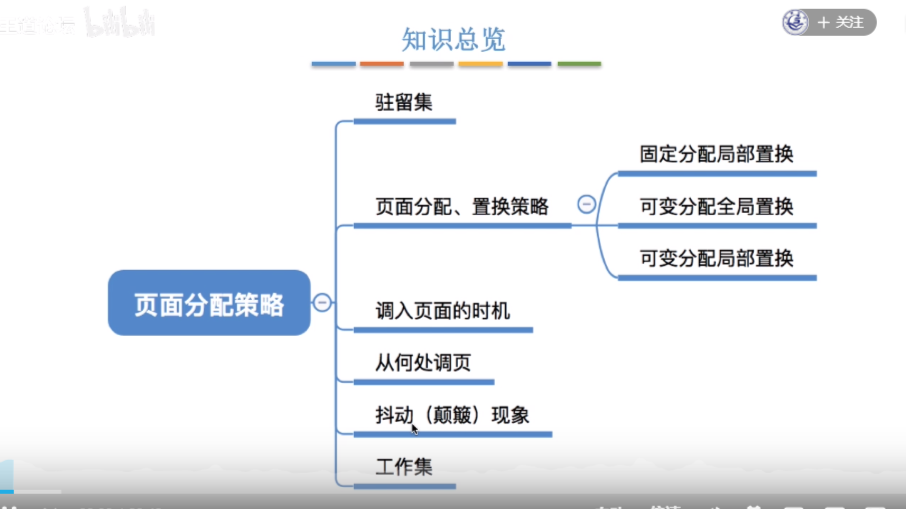 bilibili
+ 关注
知识总览
驻留集
固定分配局部置换
页面分配、置换策略
可变分配全局置换
可变分配局部置换
页面分配策略
调入页面的时机
从何处调页
抖动（颠簸）现象
工作集